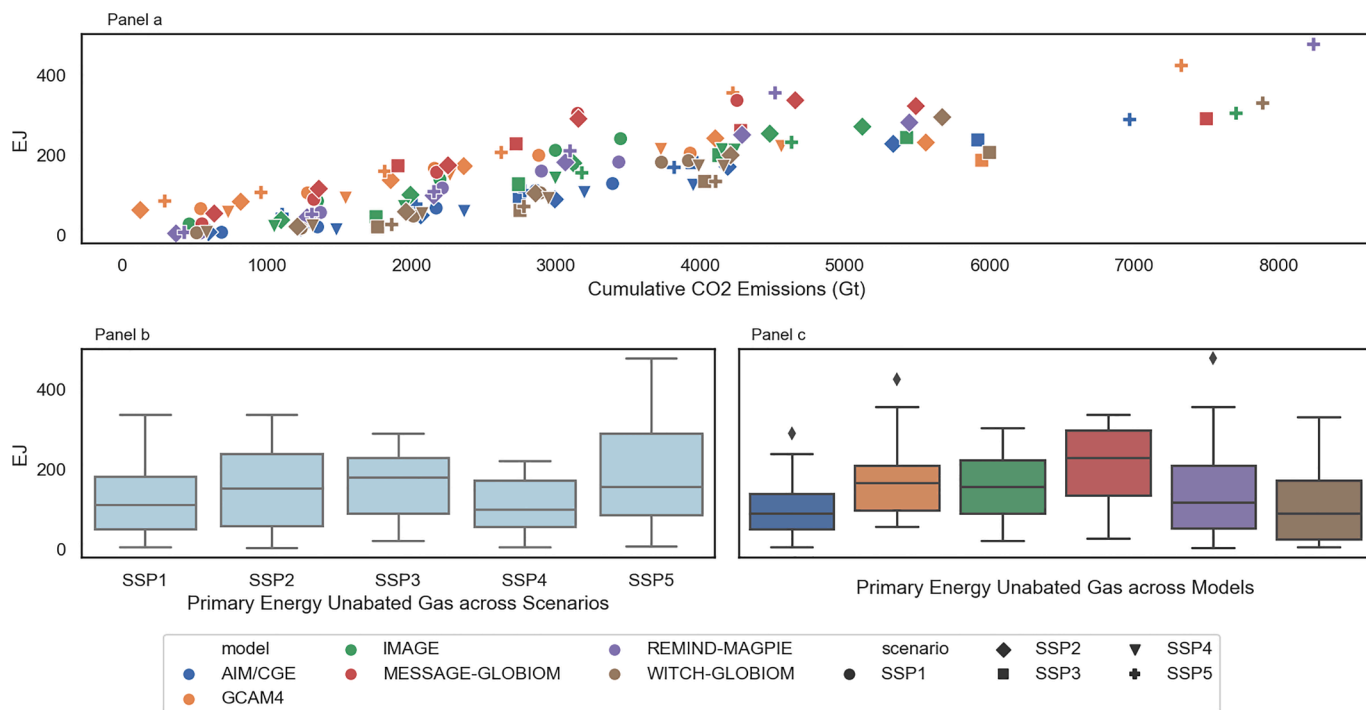 Panel a
EJ
400
200
0
0 1000 2000 3000 4000 5000 6000 7000 8000
Cumulative CO2 Emissions (Gt)
Panel b
Panel c
EJ
400
200
0
SSP1 SSP2 SSP3 SSP4 SSP5
Primary Energy Unabated Gas across Scenarios
Primary Energy Unabated Gas across Models
model IMAGE REMIND-MAGPIE scenario SSP2 SSP4
AIM/CGE MESSAGE-GLOBIOM WITCH-GLOBIOM SSP1 SSP3 SSP5
GCAM4